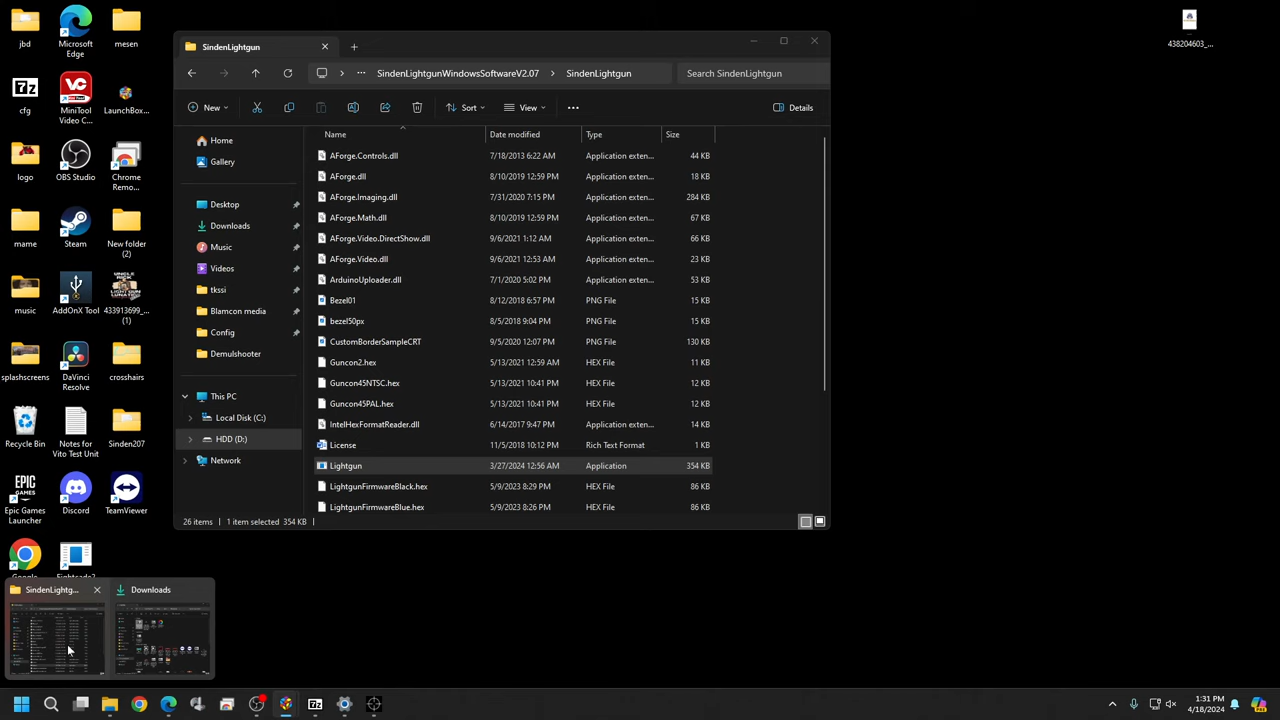 jbd
Microsoft
Edge
mesen
438204603_...
SindenLightgun
SindenLightgunWindowsSoftwareV2.07
SindenLightgun
Search SindenLightgun
New
Sort
View
Details
cfg
MiniTool
Video C...
LaunchBox...
Home
Gallery
Name
Date modified
Type
Size
AForge.Controls.dll
7/18/2013 6:22 AM
Application exten...
44 KB
AForge.dll
8/10/2019 12:59 PM
Application exten...
18 KB
AForge.Imaging.dll
7/31/2020 7:15 PM
Application exten...
284 KB
AForge.Math.dll
8/10/2019 12:59 PM
Application exten...
67 KB
AForge.Video.DirectShow.dll
9/6/2021 1:12 AM
Application exten...
66 KB
AForge.Video.dll
9/6/2021 12:53 AM
Application exten...
23 KB
ArduinoUploader.dll
7/1/2020 5:02 PM
Application exten...
53 KB
Bezel01
8/12/2018 6:57 PM
PNG File
15 KB
bezel50px
8/5/2018 9:04 PM
PNG File
15 KB
CustomBorderSampleCRT
9/5/2020 12:07 PM
PNG File
130 KB
Guncon2.hex
5/13/2021 12:59 AM
HEX File
11 KB
Guncon45NTSC.hex
5/13/2021 10:41 PM
HEX File
12 KB
Guncon45PAL.hex
5/13/2021 10:41 PM
HEX File
12 KB
IntelHexFormatReader.dll
6/14/2017 9:47 PM
Application exten...
14 KB
License
11/5/2018 10:12 PM
Rich Text Format
1 KB
Lightgun
3/27/2024 12:56 AM
Application
354 KB
LightgunFirmwareBlack.hex
5/9/2023 8:29 PM
HEX File
86 KB
LightgunFirmwareBlue.hex
5/9/2023 8:26 PM
HEX File
86 KB
Desktop
Downloads
Music
Videos
tkssi
Blamcon media
Config
Demulshooter
This PC
Local Disk (C:)
HDD (D:)
Network
26 items
1 item selected 354 KB
logo
OBS Studio
Chrome
Remo...
mame
Steam
New folder
(2)
music
AddOnX Tool
433913699_...
(1)
splashscreens
DaVinci
Resolve
crosshairs
Recycle Bin
Notes for
Vito Test Unit
Sinden207
Epic Games
Launcher
Discord
TeamViewer
SindenLightg...
Downloads
1:31 PM
4/18/2024